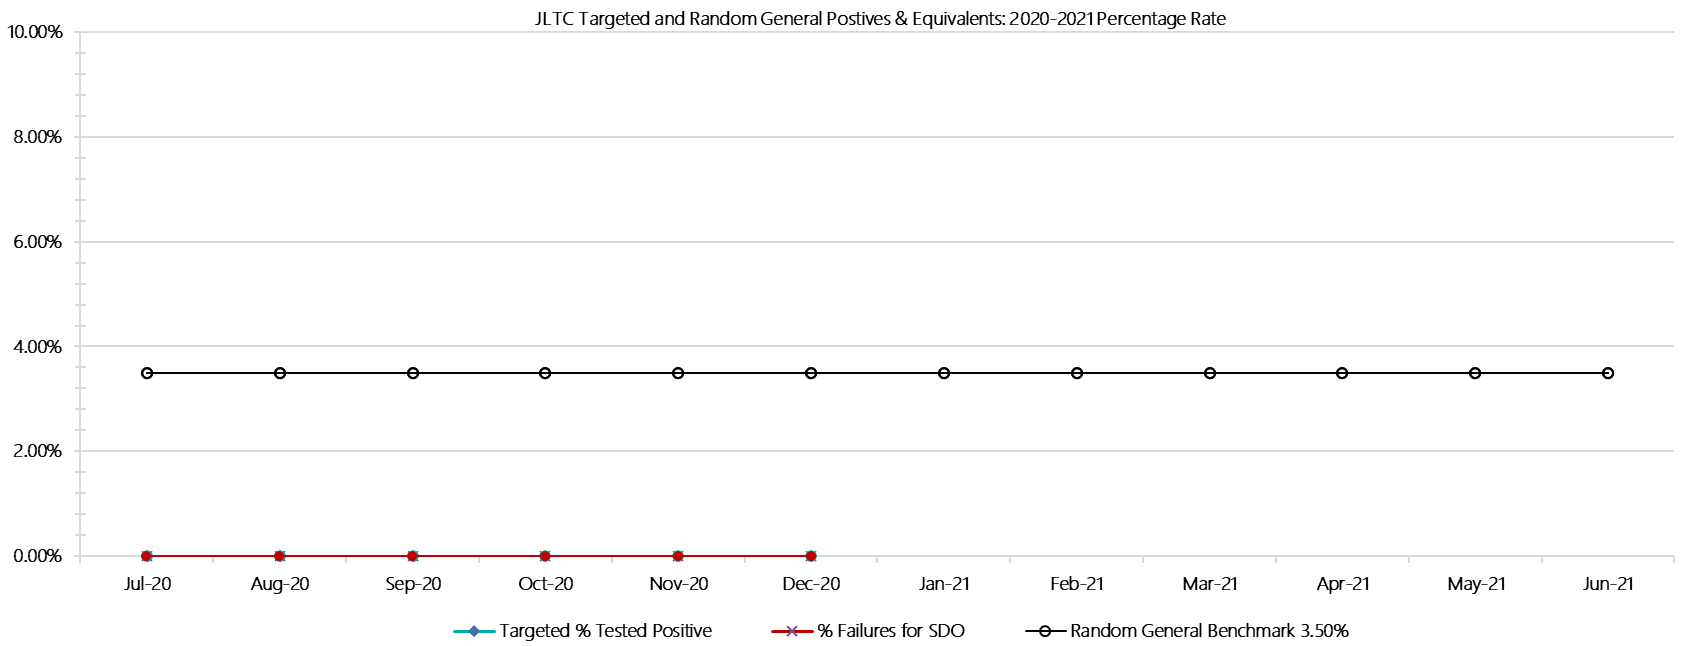 JLTC Targeted and Random General Postives & Equivalents: 2020-2021 Percentage Rate
10.00%
8.00%
6.00%
4.00%
2.00%
0.00%
Jul-20 Aug-20 Sep-20 Oct-20 Nov-20 Dec-20 Jan-21 Feb-21 Mar-21 Apr-21 May-21 Jun-21
Targeted % Tested Positive % Failures for SDO Random General Benchmark 3.50%